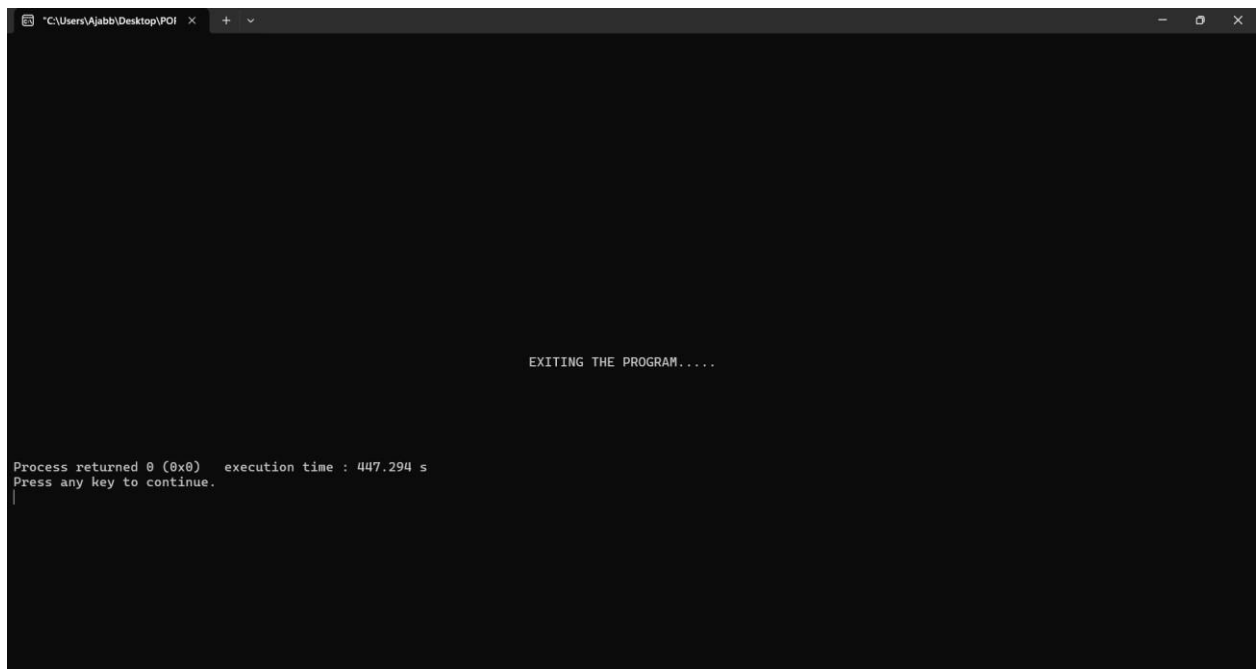 "C:\Users\Ajabb\Desktop\POI
EXITING THE PROGRAM.....
Process returned 0 (0x0)   execution time : 447.294 s
Press any key to continue.